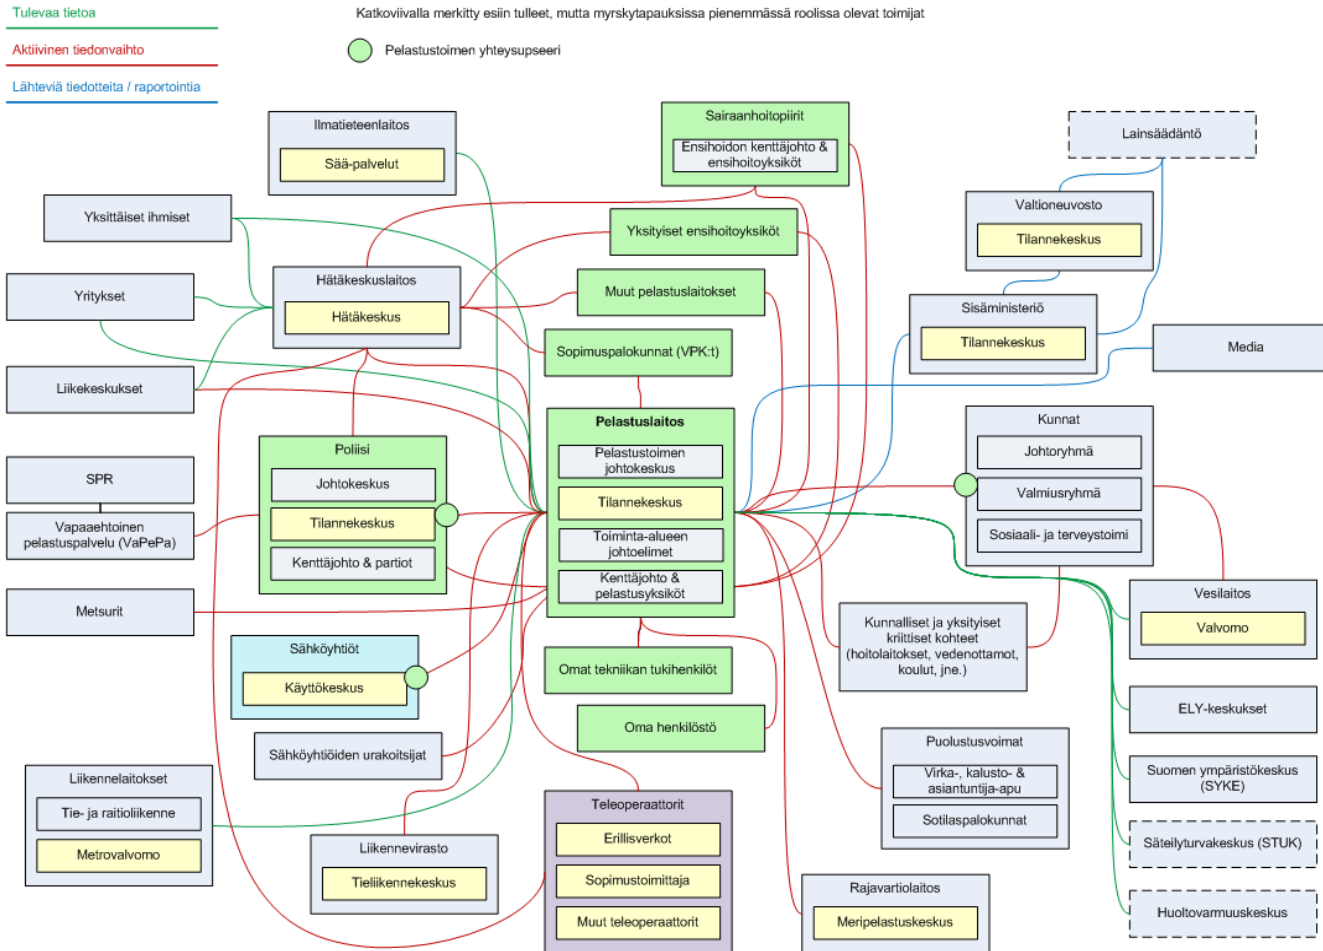 Tulevaa tietoa
Aktiivinen tiedonvaihto
Lähteviä tiedotteita / raportointia
Katkoviivalla merkitty esiin tulleet, mutta myrskytapauksissa pienemmässä roolissa olevat toimijat
Pelastustoimen yhteysupseeri
Ilmatieteenlaitos
Sää-palvelut
Sairaanhoitopiirit
Ensihoidon kenttäjohto &
ensihoitoyksiköt
Lainsäädäntö
Yksittäiset ihmiset
Yksityiset ensihoitoyksiköt
Valtioneuvosto
Tilannekeskus
Yritykset
Hätäkeskuslaitos
Hätäkeskus
Muut pelastuslaitokset
Sisäministeriö
Tilannekeskus
Sopimuspalokunnat (VPK:t)
Media
Liikekeskukset
Pelastuslaitos
Pelastustoimen
johtokeskus
Tilannekeskus
Toiminta-alueen
johtoelimet
Kenttäjohto &
pelastusyksiköt
Poliisi
Johtokeskus
Tilannekeskus
Kenttäjohto & partiot
Kunnat
Johtoryhmä
Valmiusryhmä
Sosiaali- ja terveystoimi
SPR
Vapaaehtoinen
pelastuspalvelu (VaPePa)
Metsurit
Vesilaitos
Valvomo
Kunnalliset ja yksityiset
kriittiset kohteet
(hoitolaitokset, vedenottamot,
koulut, jne.)
Sähköyhtiöt
Käyttökeskus
Omat tekniikan tukihenkilöt
Oma henkilöstö
ELY-keskukset
Sähköyhtiöiden urakoitsijat
Puolustusvoimat
Virka-, kalusto- &
asiantuntija-apu
Sotilaspalokunnat
Suomen ympäristökeskus
(SYKE)
Liikennelaitokset
Tie- ja raitioliikenne
Metrovalvomo
Teleoperaattorit
Erillisverkot
Sopimustoimittaja
Muut teleoperaattorit
Liikennevirasto
Tieliikennekeskus
Säteilyturvakeskus (STUK)
Rajavartiolaitos
Meripelastuskeskus
Huoltovarmuuskeskus